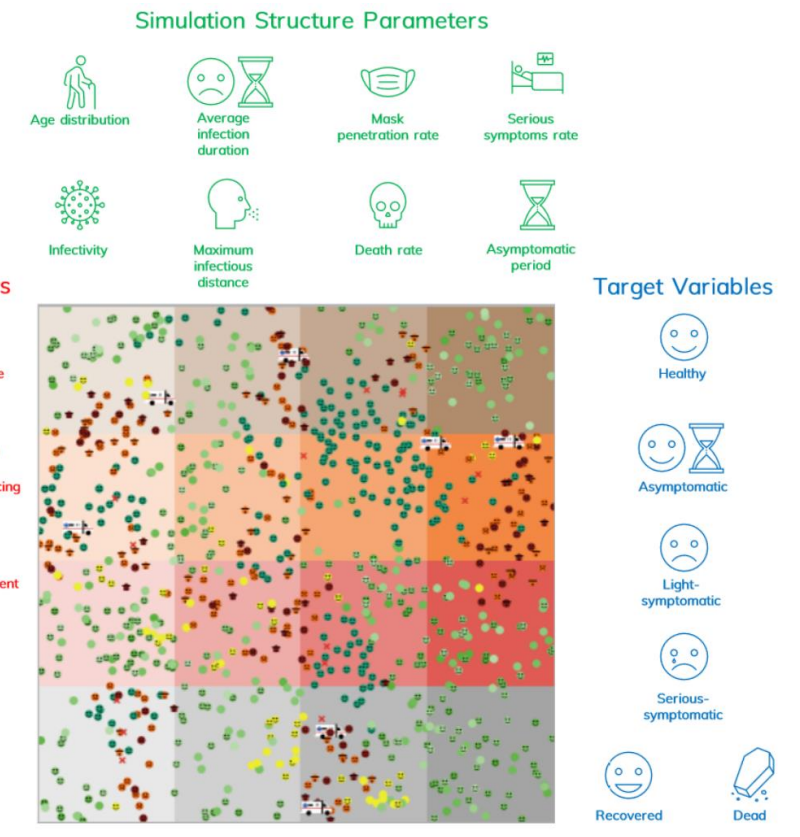 Simulation Structure Parameters
Age distribution
Average
infection
duration
Mask
penetration rate
Serious
symptoms rate
Infectivity
Maximum
infectious
distance
Death rate
Asymptomatic
period
Target Variables
Healthy
Asymptomatic
Light-
symptomatic
Serious-
symptomatic
Recovered
Dead